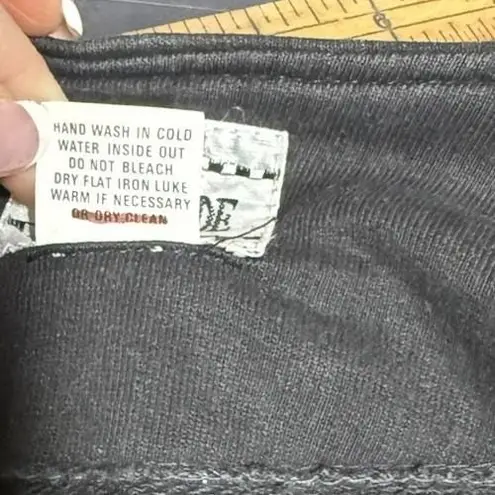 HAND WASH IN COLD
WATER INSIDE OUT
DO NOT BLEACH
DRY FLAT IRON LUKE
WARM IF NECESSARY
OR DRY CLEAN
DE